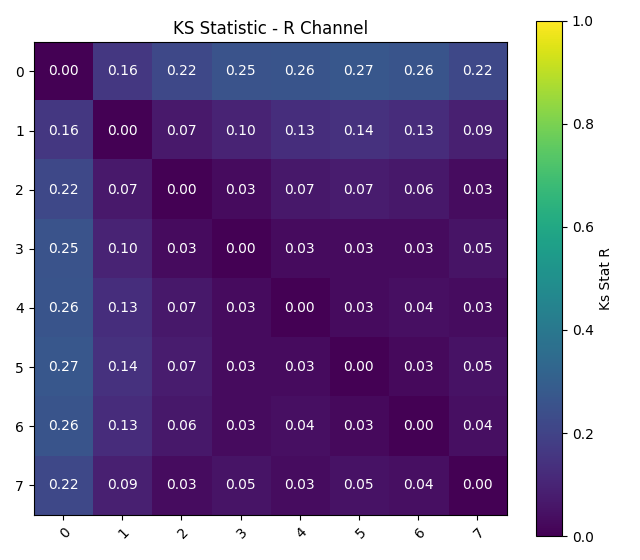 KS Statistic - R Channel
0 0.00 0.16 0.22 0.25 0.26 0.27 0.26 0.22
1 0.16 0.00 0.07 0.10 0.13 0.14 0.13 0.09
2 0.22 0.07 0.00 0.03 0.07 0.07 0.06 0.03
3 0.25 0.10 0.03 0.00 0.03 0.03 0.03 0.05
4 0.26 0.13 0.07 0.03 0.00 0.03 0.04 0.03
5 0.27 0.14 0.07 0.03 0.03 0.00 0.03 0.05
6 0.26 0.13 0.06 0.03 0.04 0.03 0.00 0.04
7 0.22 0.09 0.03 0.05 0.03 0.05 0.04 0.00
0 1 2 3 4 5 6 7
1.0
0.8
0.6
0.4
0.2
0.0
Ks Stat R